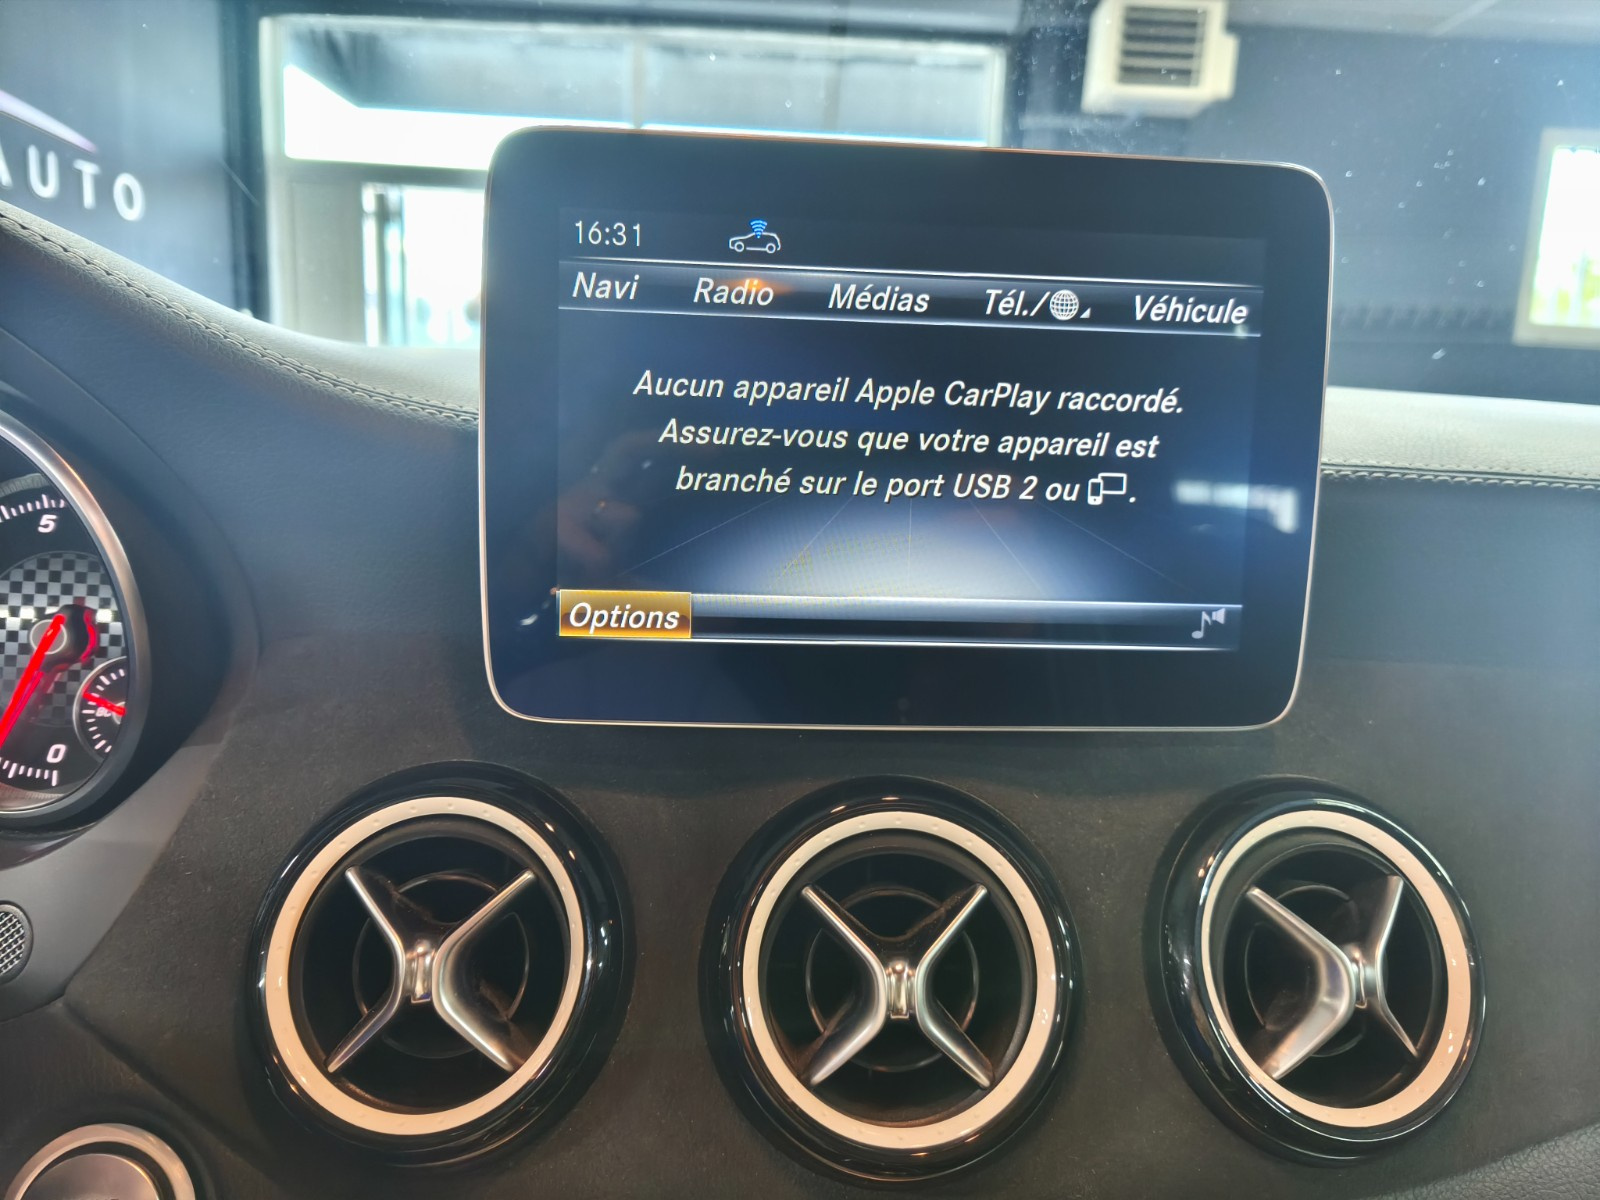 AUTO
16:31
Navi Radio Médias Tél./ Véhicule
Aucun appareil Apple CarPlay raccordé.
Assurez-vous que votre appareil est
branché sur le port USB 2 ou .
Options
5
80
0